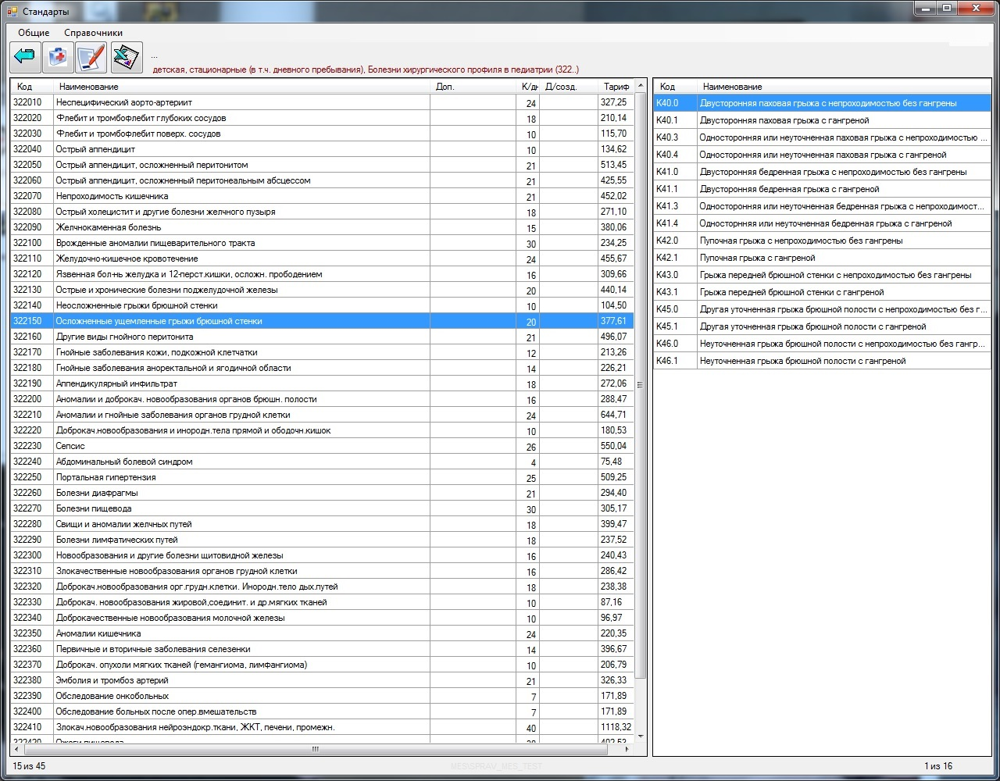 Стандарты
Общие Справочники
...
детская, стационарные (в т.ч. дневного пребывания), Болезни хирургического профиля в педиатрии (322..)
Код Наименование Доп. К/дн Д/созд. Тариф
322010 Неспецифический аорто-артериит 24 327,25
322020 Флебит и тромбофлебит глубоких сосудов 18 210,14
322030 Флебит и тромбофлебит поверх. сосудов 10 115,70
322040 Острый аппендицит 10 134,62
322050 Острый аппендицит, осложненный перитонитом 21 513,45
322060 Острый аппендицит, осложненный перитонеальным абсцессом 21 425,55
322070 Непроходимость кишечника 21 452,02
322080 Острый холецистит и другие болезни желчного пузыря 18 271,10
322090 Желчнокаменная болезнь 15 380,06
322100 Врожденные аномалии пищеварительного тракта 30 234,25
322110 Желудочно-кишечное кровотечение 24 455,67
322120 Язвенная бол-нь желудка и 12-перст.кишки, осложн. прободением 16 309,66
322130 Острые и хронические болезни поджелудочной железы 20 440,14
322140 Неосложненные грыжи брюшной стенки 10 104,50
322150 Осложненные ущемленные грыжи брюшной стенки 20 377,61
322160 Другие виды гнойного перитонита 21 496,07
322170 Гнойные заболевания кожи, подкожной клетчатки 12 213,26
322180 Гнойные заболевания аноректальной и ягодичной области 14 226,21
322190 Аппендикулярный инфильтрат 18 272,06
322200 Аномалии и доброкач. новообразования органов брюшн. полости 16 288,47
322210 Аномалии и гнойные заболевания органов грудной клетки 24 644,71
322220 Доброкач.новообразования и инородн.тела прямой и ободочн.кишок 10 180,53
322230 Сепсис 26 550,04
322240 Абдоминальный болевой синдром 4 75,48
322250 Портальная гипертензия 25 509,25
322260 Болезни диафрагмы 21 294,40
322270 Болезни пищевода 30 305,17
322280 Свищи и аномалии желчных путей 18 399,47
322290 Болезни лимфатических путей 18 237,52
322300 Новообразования и другие болезни щитовидной железы 16 240,43
322310 Злокачественные новообразования органов грудной клетки 16 286,42
322320 Доброкач.новообразования орг.грудн.клетки. Инородн.тело дых.путей 18 238,38
322330 Доброкач. новообразования жировой,соединит. и др.мягких тканей 10 87,16
322340 Доброкачественные новообразования молочной железы 10 96,97
322350 Аномалии кишечника 24 220,35
322360 Первичные и вторичные заболевания селезенки 14 396,67
322370 Доброкач. опухоли мягких тканей (гемангиома, лимфангиома) 10 206,79
322380 Эмболия и тромбоз артерий 21 326,33
322390 Обследование онкобольных 7 171,89
322400 Обследование больных после опер.вмешательств 7 171,89
322410 Злокач.новообразования нейроэндокр.ткани, ЖКТ, печени, промежн. 40 1118,32
322420 Ожоги пищевода 402,53
15 из 45
MES\SPRAV_MES_TEST
Код Наименование
K40.0 Двусторонняя паховая грыжа с непроходимостью без гангрены
K40.1 Двусторонняя паховая грыжа с гангреной
K40.3 Односторонняя или неуточненная паховая грыжа с непроходимостью ...
K40.4 Односторонняя или неуточненная паховая грыжа с гангреной
K41.0 Двусторонняя бедренная грыжа с непроходимостью без гангрены
K41.1 Двусторонняя бедренная грыжа с гангреной
K41.3 Односторонняя или неуточненная бедренная грыжа с непроходимост...
K41.4 Односторнняя или неуточненная бедренная грыжа с гангреной
K42.0 Пупочная грыжа с непроходимостью без гангрены
K42.1 Пупочная грыжа с гангреной
K43.0 Грыжа передней брюшной стенки с непроходимостью без гангрены
K43.1 Грыжа передней брюшной стенки с гангреной
K45.0 Другая уточненная грыжа брюшной полости с непроходимостью без г...
K45.1 Другая уточненная грыжа брюшной полости с гангреной
K46.0 Неуточненная грыжа брюшной полости с непроходимостью без гангр...
K46.1 Неуточненная грыжа брюшной полости с гангреной
1 из 16